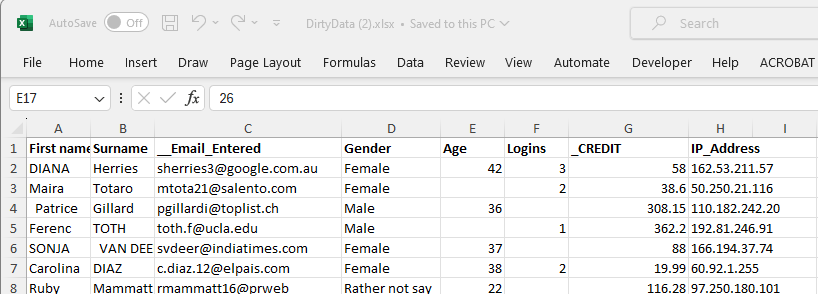 AutoSave Off DirtyData (2).xlsx • Saved to this PC Search
File Home Insert Draw Page Layout Formulas Data Review View Automate Developer Help ACROBAT
E17 fx 26
A B C D E F G H I
1 First name Surname __Email_Entered Gender Age Logins _CREDIT IP_Address
2 DIANA Herries sherries3@google.com.au Female 42 3 58 162.53.211.57
3 Maira Totaro mtota21@salento.com Female 2 38.6 50.250.21.116
4 Patrice Gillard pgillardi@toplist.ch Male 36 308.15 110.182.242.20
5 Ferenc TOTH toth.f@ucla.edu Male 1 362.2 192.81.246.91
6 SONJA VAN DEE svdeer@indiatimes.com Female 37 88 166.194.37.74
7 Carolina DIAZ c.diaz.12@elpais.com Female 38 2 19.99 60.92.1.255
8 Ruby Mammatt rmammatt16@prweb Rather not say 22 116.28 97.250.180.101